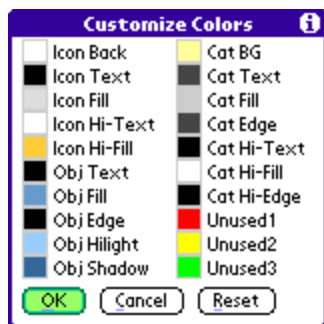 Customize Colors i
Icon Back Cat BG
Icon Text Cat Text
Icon Fill Cat Fill
Icon Hi-Text Cat Edge
Icon Hi-Fill Cat Hi-Text
Obj Text Cat Hi-Fill
Obj Fill Cat Hi-Edge
Obj Edge Unused1
Obj Hilight Unused2
Obj Shadow Unused3
OK Cancel Reset